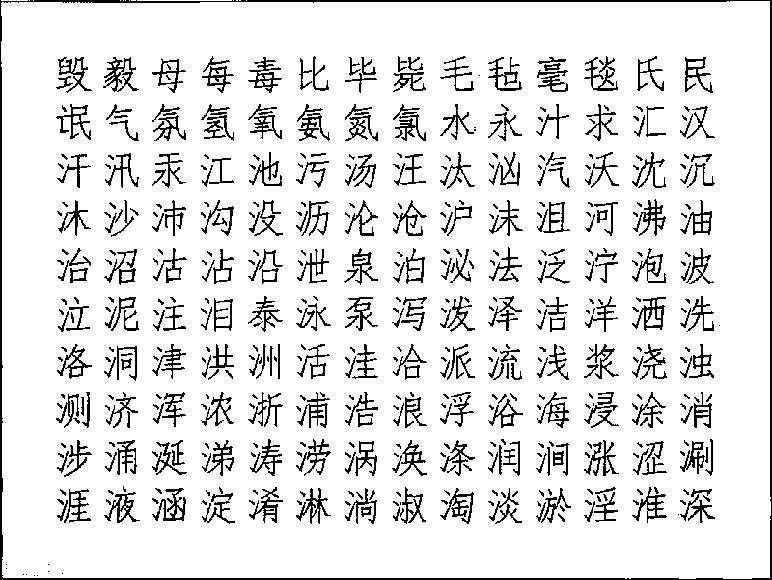 毁毅母每毒比毕毙毛毡毫毯氏民
氓气氛氢氧氨氮氯水永汁求汇汉
汗汛汞江池污汤汪汰汹汽沃沈沉
沐沙沛沟没沥沦沧沪沫沮河沸油
治沼沽沾沿泄泉泊泌法泛泞泡波
泣泥注泪泰泳泵泻泼泽洁洋洒洗
洛洞津洪洲活洼洽派流浅浆浇浊
测济浑浓浙浦浩浪浮浴海浸涂消
涉涌涎涕涛涝涡涣涤润涧涨涩涮
涯液涵淀淆淋淌淑淘淡淤淫淮深